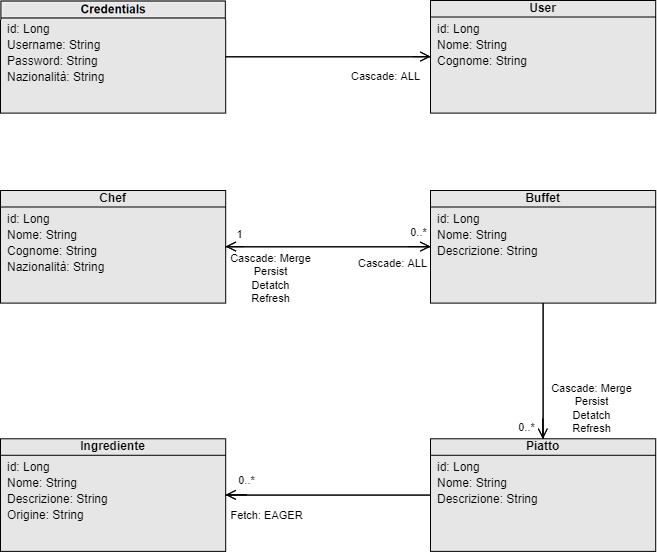 Credentials
id: Long
Username: String
Password: String
Nazionalità: String
User
id: Long
Nome: String
Cognome: String
Cascade: ALL
Chef
id: Long
Nome: String
Cognome: String
Nazionalità: String
Buffet
id: Long
Nome: String
Descrizione: String
1
0..*
Cascade: Merge
Persist
Detatch
Refresh
Cascade: ALL
Cascade: Merge
Persist
Detatch
Refresh
0..*
Ingrediente
id: Long
Nome: String
Descrizione: String
Origine: String
Piatto
id: Long
Nome: String
Descrizione: String
0..*
Fetch: EAGER